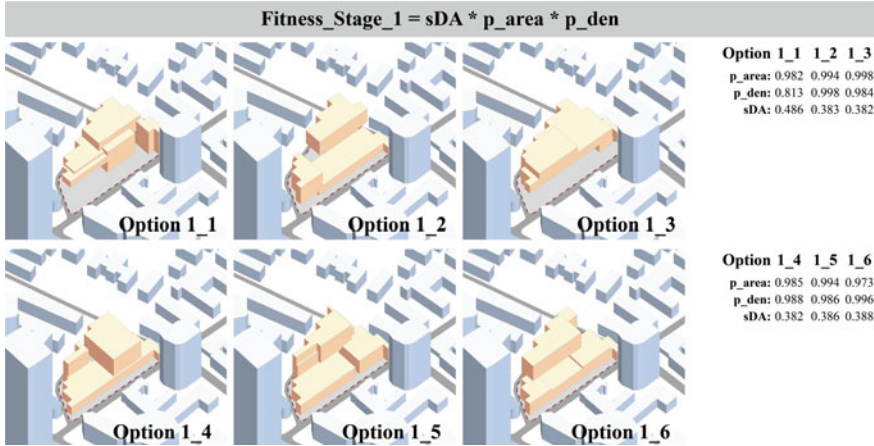 Fitness_Stage_1 = sDA * p_area * p_den
Option 1_1
Option 1_2
Option 1_3
Option 1_1 1_2 1_3
p_area: 0.982 0.994 0.998
p_den: 0.813 0.998 0.984
sDA: 0.486 0.383 0.382
Option 1_4
Option 1_5
Option 1_6
Option 1_4 1_5 1_6
p_area: 0.985 0.994 0.973
p_den: 0.988 0.986 0.996
sDA: 0.382 0.386 0.388